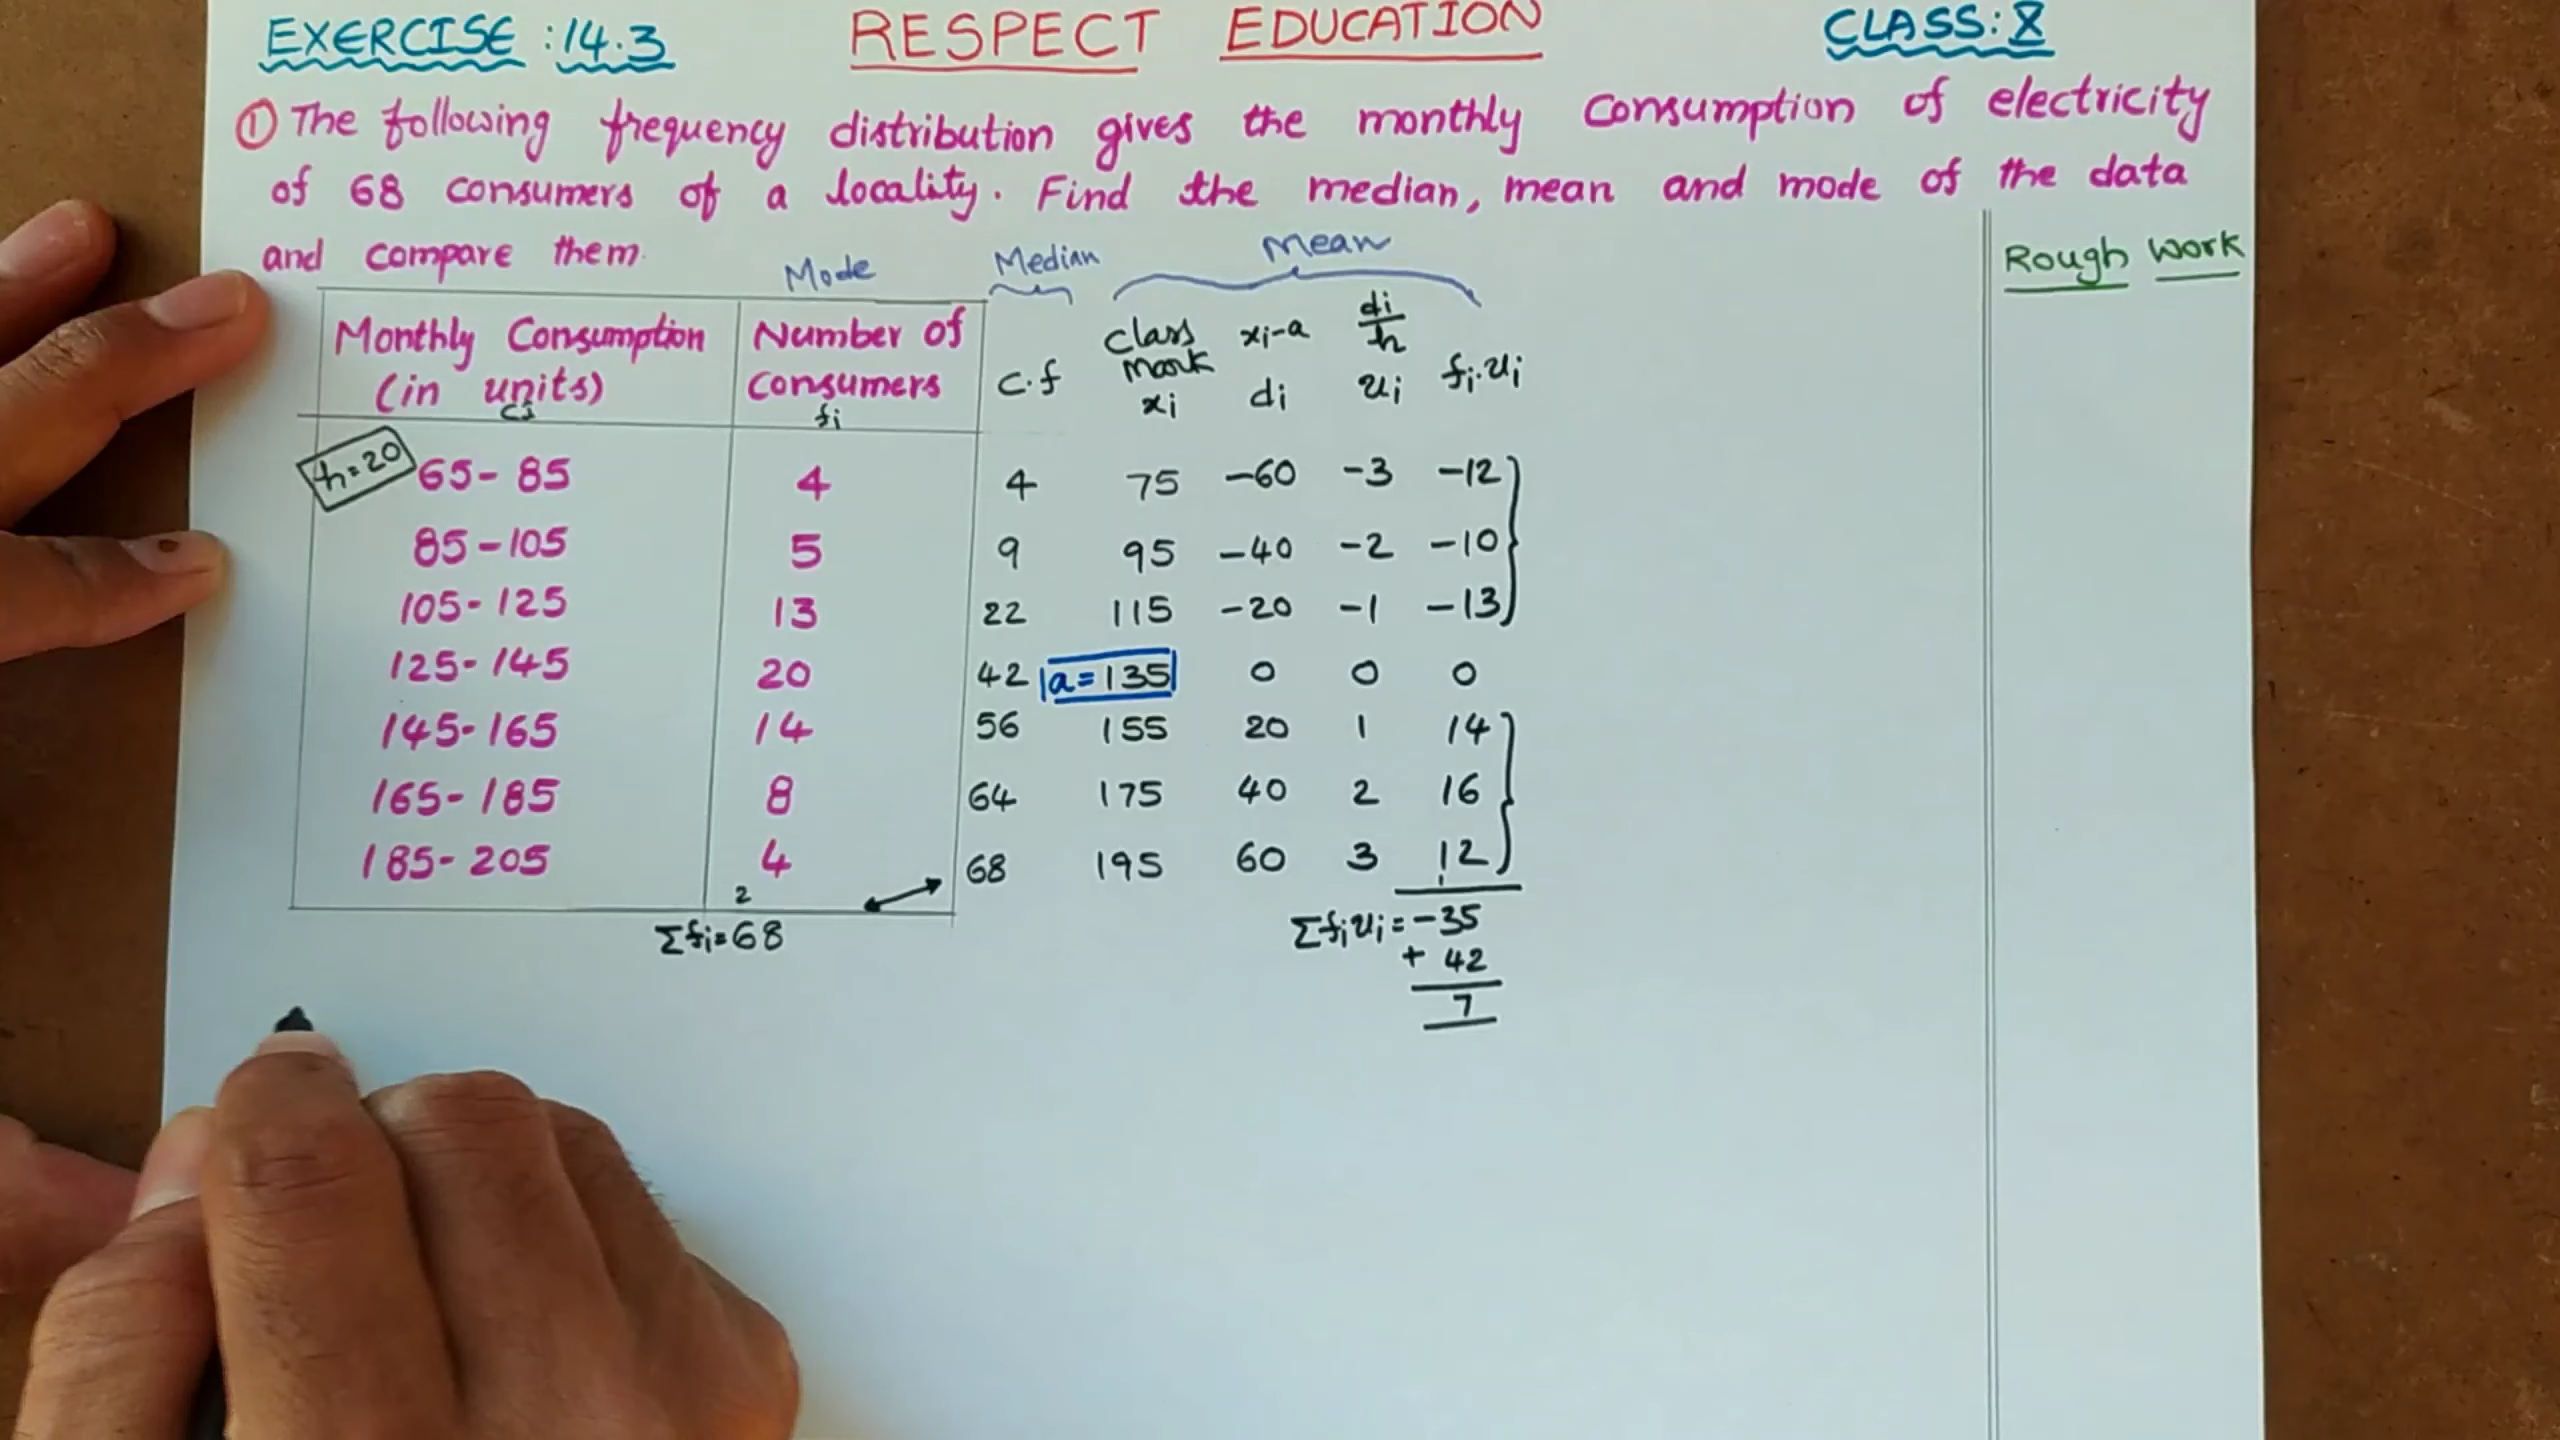 EXERCISE : 14.3 RESPECT EDUCATION CLASS: X
① The following frequency distribution gives the monthly consumption of electricity
of 68 consumers of a locality. Find the median, mean and mode of the data
and compare them.
Mode Median Mean Rough Work
Monthly Consumption (in units) CI
Number of consumers fi
c.f
class mark xi
xi-a di
di/h ui
fi.ui
h=20
65-85 4 4 75 -60 -3 -12
85-105 5 9 95 -40 -2 -10
105-125 13 22 115 -20 -1 -13
125-145 20 42 a=135 0 0 0
145-165 14 56 155 20 1 14
165-185 8 64 175 40 2 16
185-205 4 68 195 60 3 12
2 1
Σfi=68 Σfiui=-35
+ 42
7